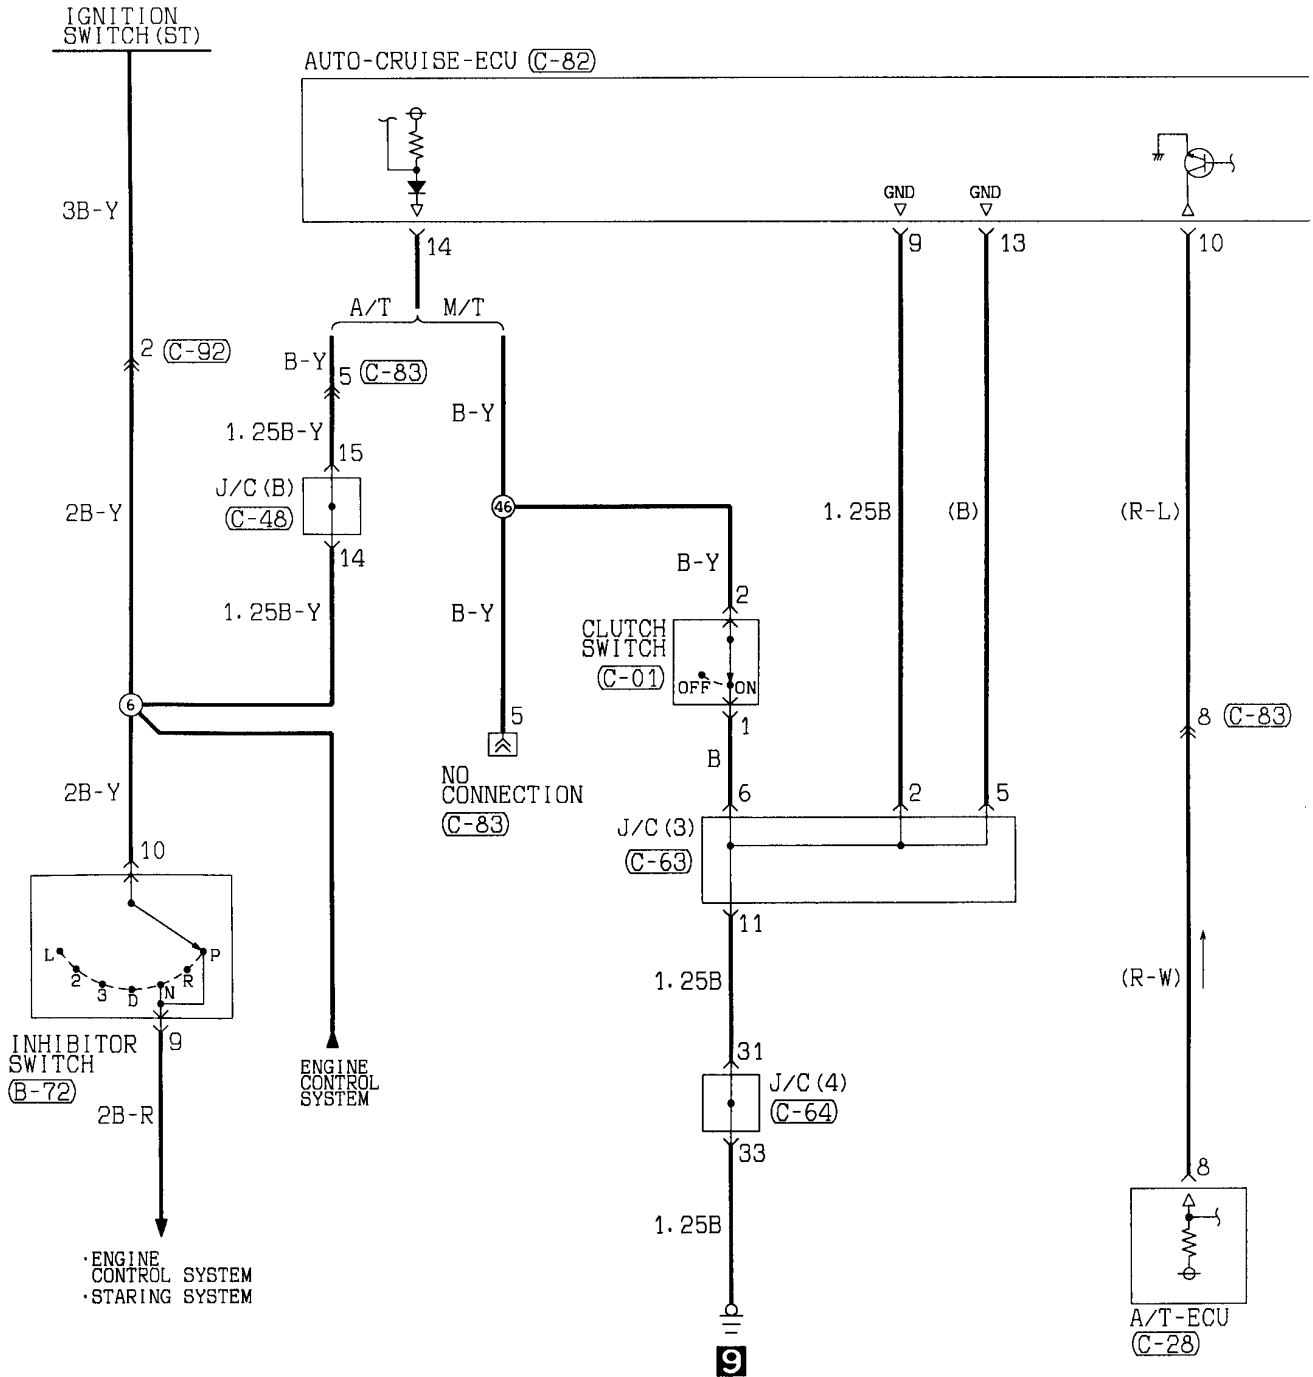 IGNITION
SWITCH(ST)
AUTO-CRUISE-ECU (C-82)
GND
GND
3B-Y
14
9
13
10
A/T
M/T
2 (C-92)
B-Y
5 (C-83)
B-Y
1.25B-Y
15
J/C(B)
(C-48)
2B-Y
46
1.25B
(B)
(R-L)
14
B-Y
2
1.25B-Y
B-Y
CLUTCH
SWITCH
(C-01)
OFF
ON
6
5
1
8 (C-83)
B
NO
CONNECTION
(C-83)
2B-Y
6
2
5
J/C(3)
(C-63)
10
11
L
2
3
D
N
R
P
1.25B
(R-W)
9
INHIBITOR
SWITCH
(B-72)
31
ENGINE
CONTROL
SYSTEM
J/C(4)
(C-64)
2B-R
33
8
1.25B
·ENGINE
CONTROL SYSTEM
·STARING SYSTEM
A/T-ECU
(C-28)
9